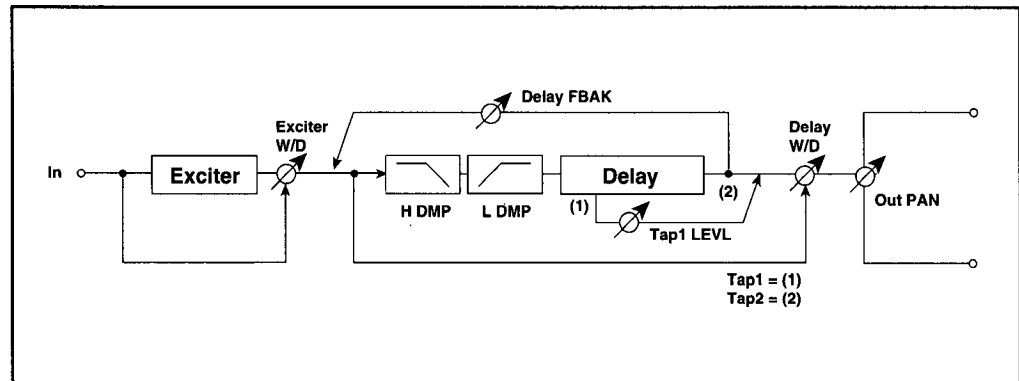 Delay FBAK
Exciter
W/D
Delay
W/D
In
Exciter
Delay
(1)
(2)
Out PAN
H DMP
L DMP
Tap1 LEVL
Tap1 = (1)
Tap2 = (2)